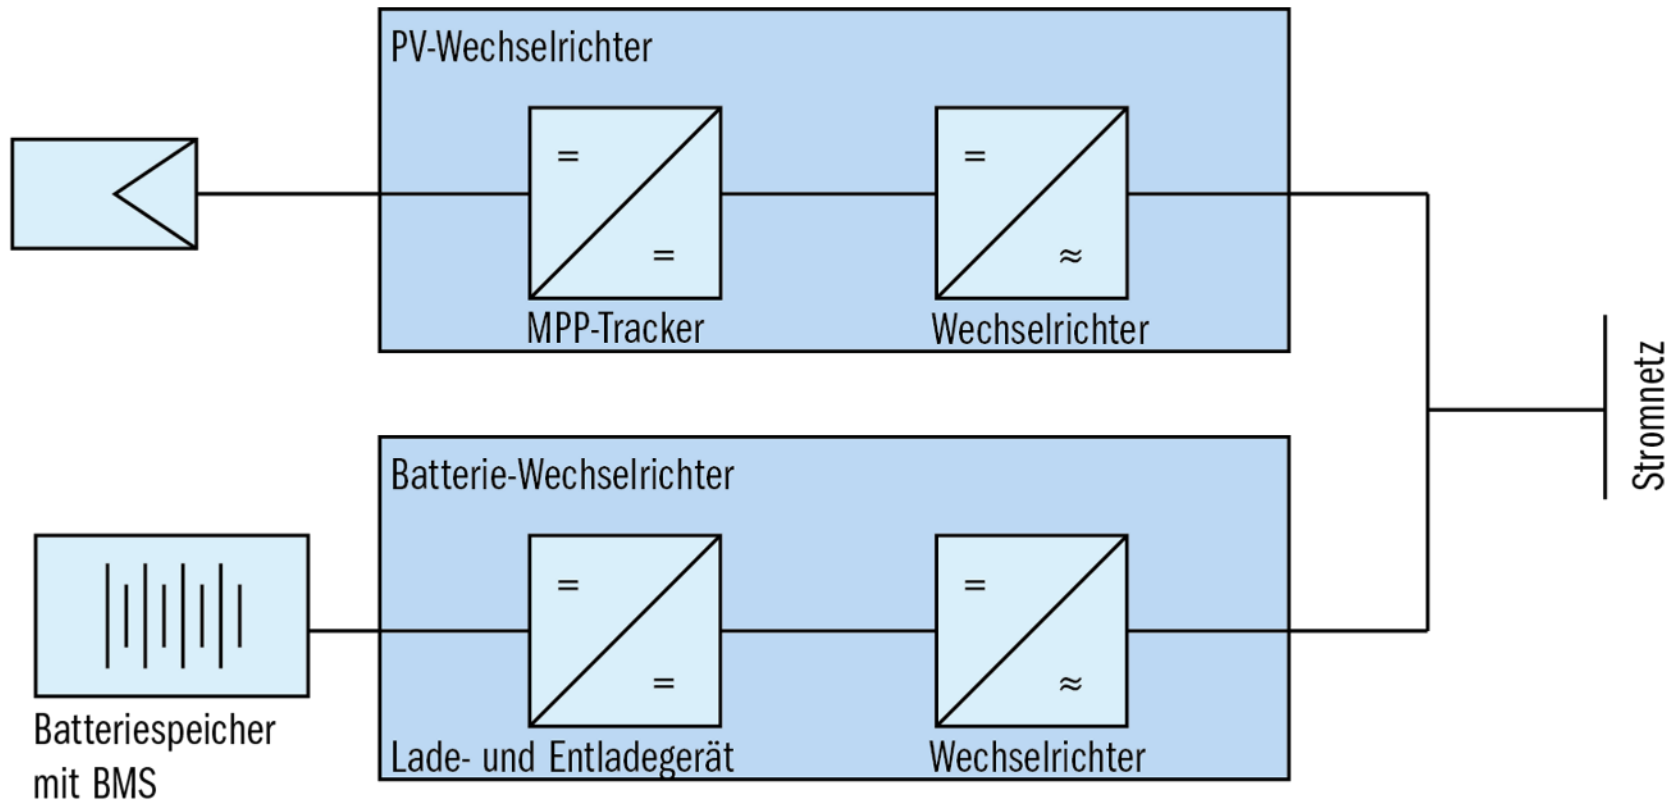 PV-Wechselrichter
=
=
MPP-Tracker
=
≈
Wechselrichter
Stromnetz
Batterie-Wechselrichter
=
=
Lade- und Entladegerät
=
≈
Wechselrichter
Batteriespeicher
mit BMS